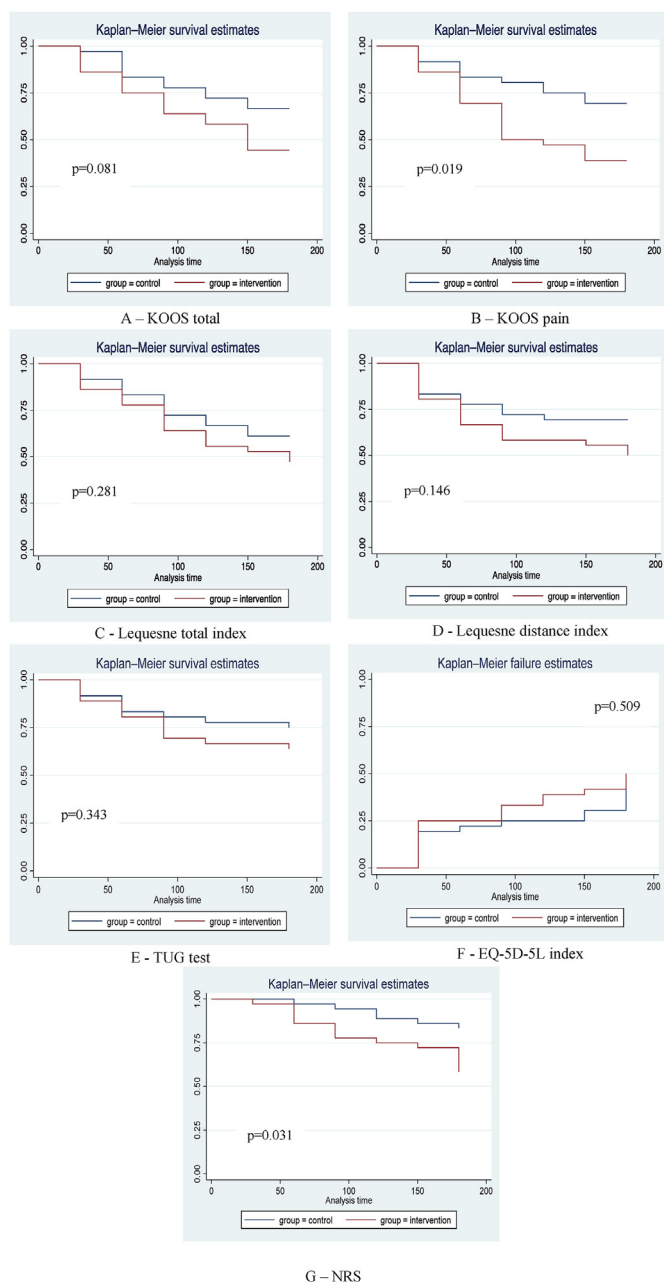 Kaplan–Meier survival estimates
1.00
0.75
0.50
0.25
0.00
p=0.081
0 50 100 150 200
Analysis time
group = control group = intervention
A – KOOS total
Kaplan–Meier survival estimates
1.00
0.75
0.50
0.25
0.00
p=0.019
0 50 100 150 200
Analysis time
group = control group = intervention
B – KOOS pain
Kaplan–Meier survival estimates
1.00
0.75
0.50
0.25
0.00
p=0.281
0 50 100 150 200
Analysis time
group = control group = intervention
C - Lequesne total index
Kaplan–Meier survival estimates
1.00
0.75
0.50
0.25
0.00
p=0.146
0 50 100 150 200
Analysis time
group = control group = intervention
D - Lequesne distance index
Kaplan–Meier survival estimates
1.00
0.75
0.50
0.25
0.00
p=0.343
0 50 100 150 200
Analysis time
group = control group = intervention
E - TUG test
Kaplan–Meier failure estimates
1.00
0.75
0.50
0.25
0.00
p=0.509
0 50 100 150 200
Analysis time
group = control group = intervention
F - EQ-5D-5L index
Kaplan–Meier survival estimates
1.00
0.75
0.50
0.25
0.00
p=0.031
0 50 100 150 200
Analysis time
group = control group = intervention
G – NRS